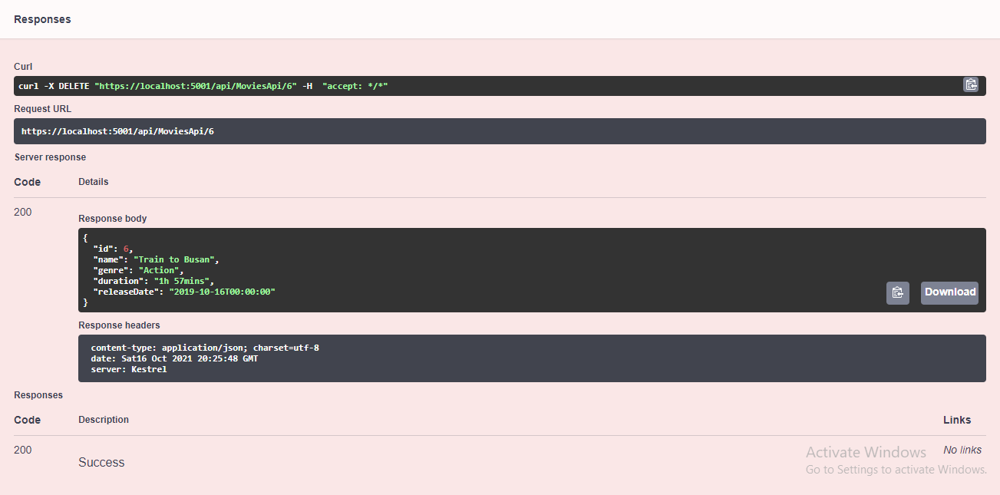 Responses
Curl
curl -X DELETE "https://localhost:5001/api/MoviesApi/6" -H  "accept: */*"
Request URL
https://localhost:5001/api/MoviesApi/6
Server response
Code Details
200
Response body
{
  "id": 6,
  "name": "Train to Busan",
  "genre": "Action",
  "duration": "1h 57mins",
  "releaseDate": "2019-10-16T00:00:00"
}
Download
Response headers
content-type: application/json; charset=utf-8
date: Sat16 Oct 2021 20:25:48 GMT
server: Kestrel
Responses
Code Description Links
200 No links
Success
Activate Windows
Go to Settings to activate Windows.